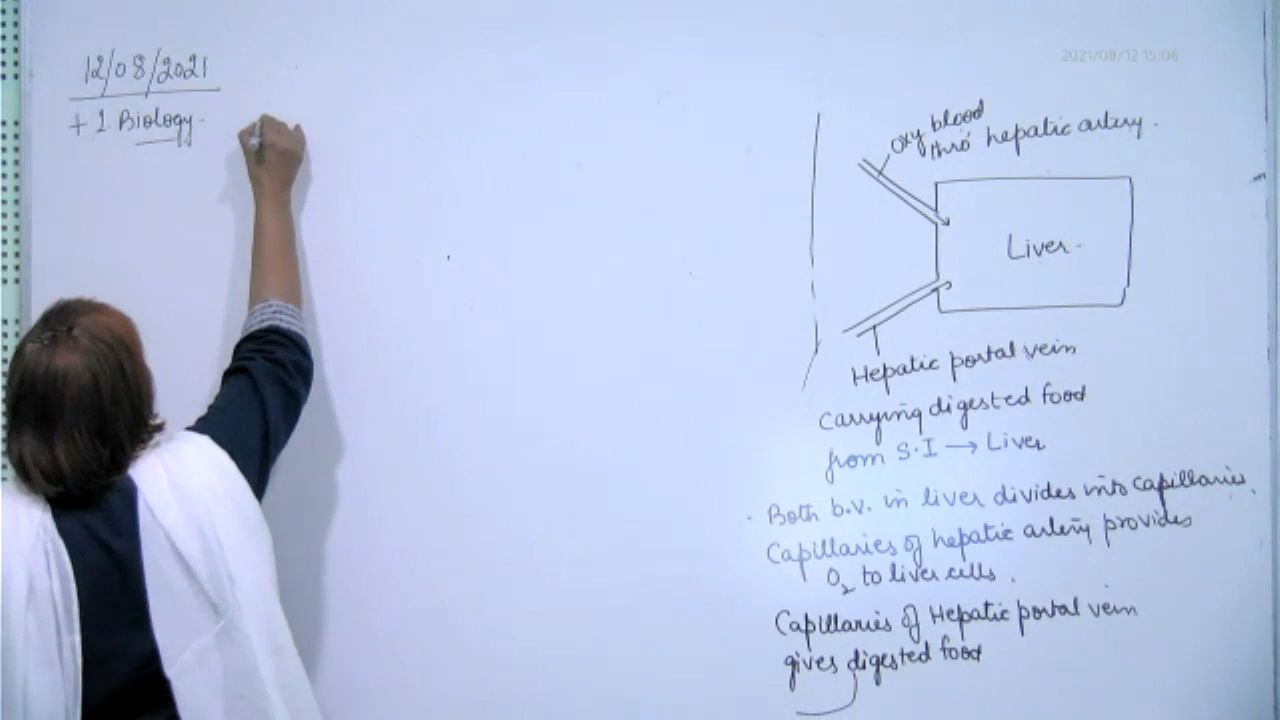 12/08/2021
+ 1 Biology.
2021/08/12 15:06
Oxy blood
thro' hepatic artery.
Liver.
Hepatic portal vein
Carrying digested food
from S.I → Liver
. Both b.v. in liver divides into capillaries.
Capillaries of hepatic artery provides
O₂ to liver cells.
Capillaries of Hepatic portal vein
gives digested food